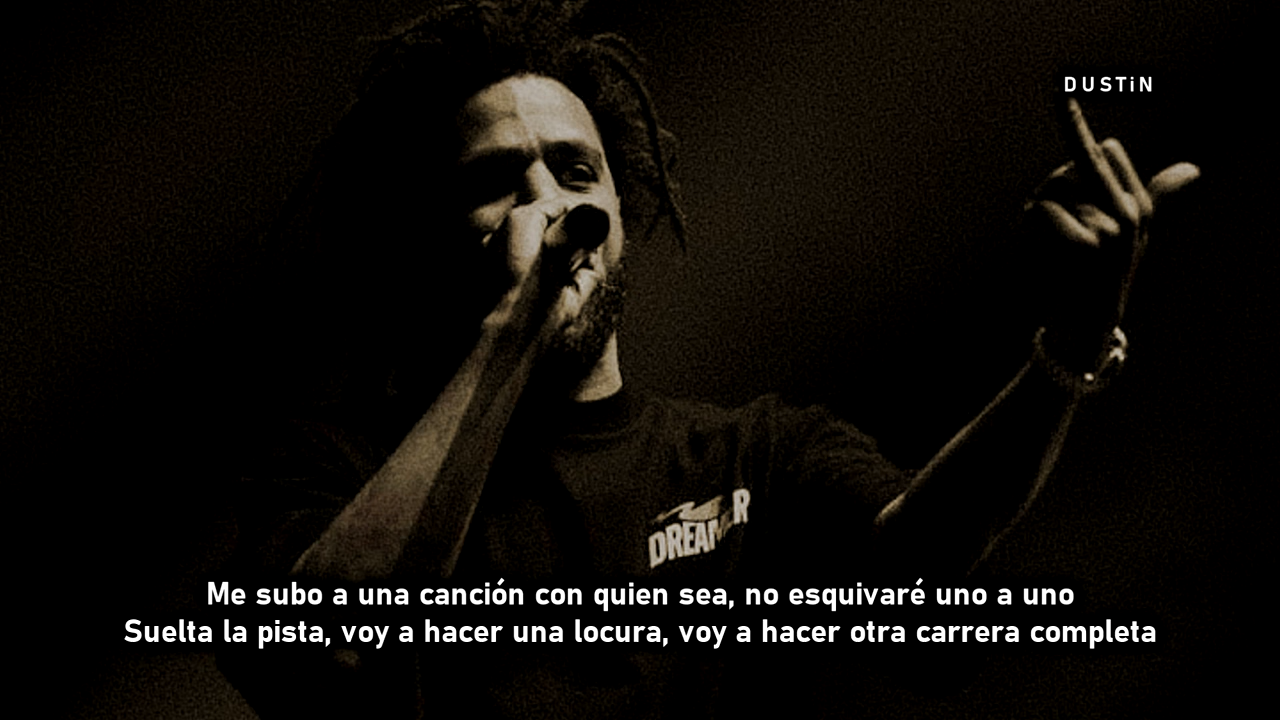 DUSTiN
Me subo a una canción con quien sea, no esquivaré uno a uno
Suelta la pista, voy a hacer una locura, voy a hacer otra carrera completa